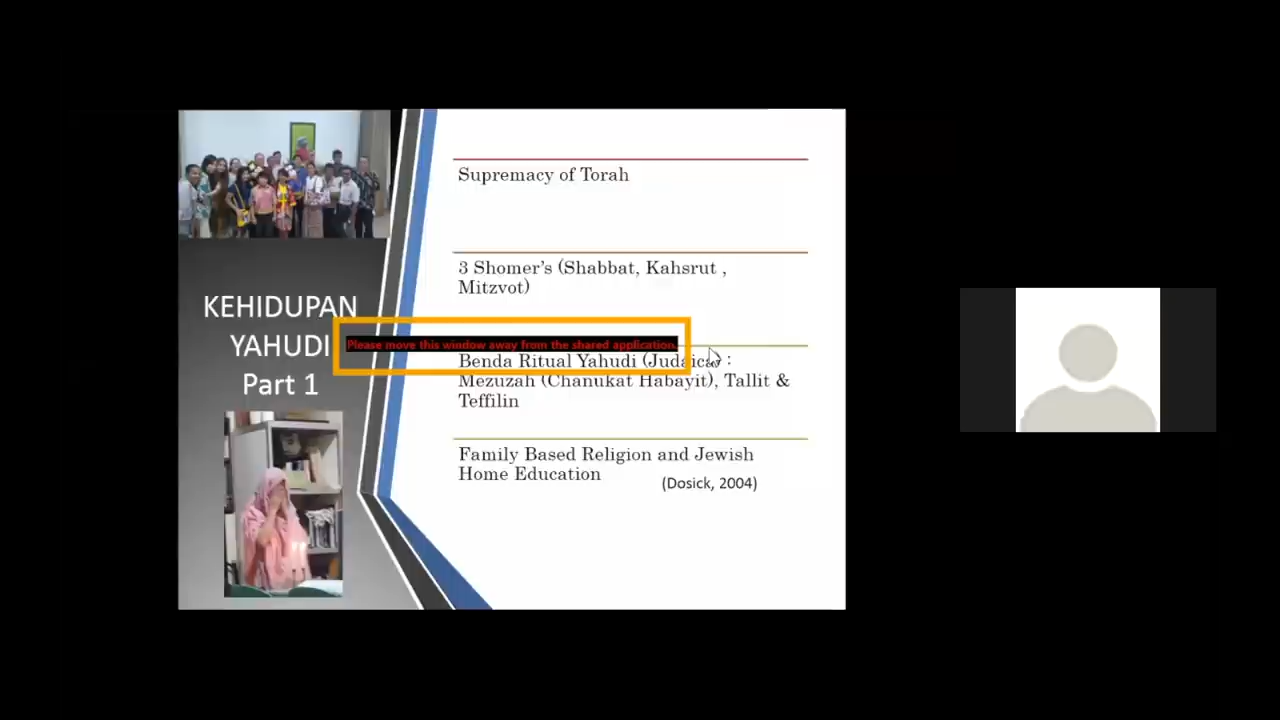 KEHIDUPAN
YAHUDI
Part 1
Supremacy of Torah
3 Shomer's (Shabbat, Kahsrut ,
Mitzvot)
Please move this window away from the shared application.
Benda Ritual Yahudi (Judaica) :
Mezuzah (Chanukat Habayit), Tallit &
Teffilin
Family Based Religion and Jewish
Home Education
(Dosick, 2004)